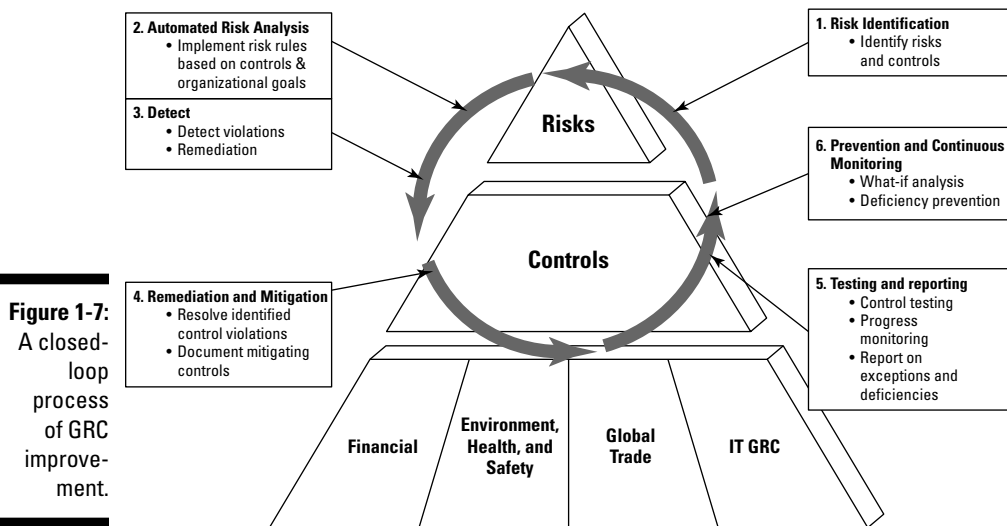 2. Automated Risk Analysis
• Implement risk rules
based on controls &
organizational goals
3. Detect
• Detect violations
• Remediation
1. Risk Identification
• Identify risks
and controls
Risks
6. Prevention and Continuous
Monitoring
• What-if analysis
• Deficiency prevention
Controls
4. Remediation and Mitigation
• Resolve identified
control violations
• Document mitigating
controls
5. Testing and reporting
• Control testing
• Progress
monitoring
• Report on
exceptions and
deficiencies
Figure 1-7:
A closed-
loop
process
of GRC
improve-
ment.
Financial
Environment,
Health, and
Safety
Global
Trade
IT GRC